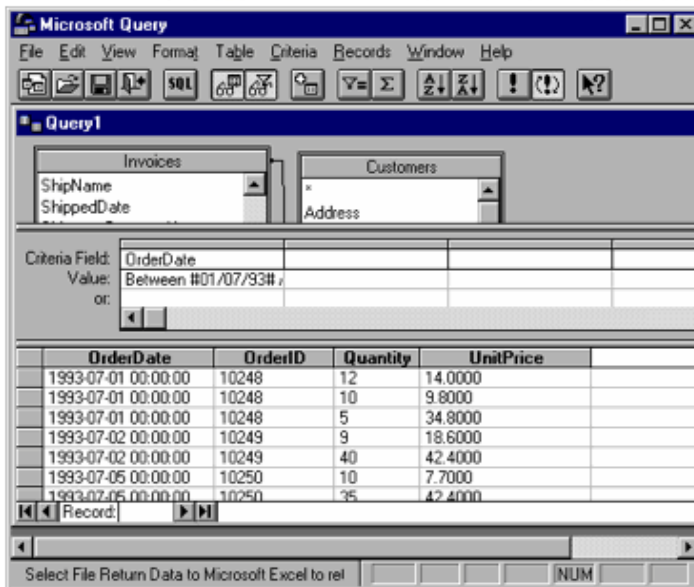 Microsoft Query
File Edit View Format Table Criteria Records Window Help
SQL
Query1
Invoices
ShipName
ShippedDate
Customers
*
Address
Criteria Field: OrderDate
Value: Between #01/07/93# A
or:
OrderDate OrderID Quantity UnitPrice
1993-07-01 00:00:00 10248 12 14.0000
1993-07-01 00:00:00 10248 10 9.8000
1993-07-01 00:00:00 10248 5 34.8000
1993-07-02 00:00:00 10249 9 18.6000
1993-07-02 00:00:00 10249 40 42.4000
1993-07-05 00:00:00 10250 10 7.7000
1993-07-05 00:00:00 10250 35 42.4000
Record:
Select File Return Data to Microsoft Excel to ret NUM